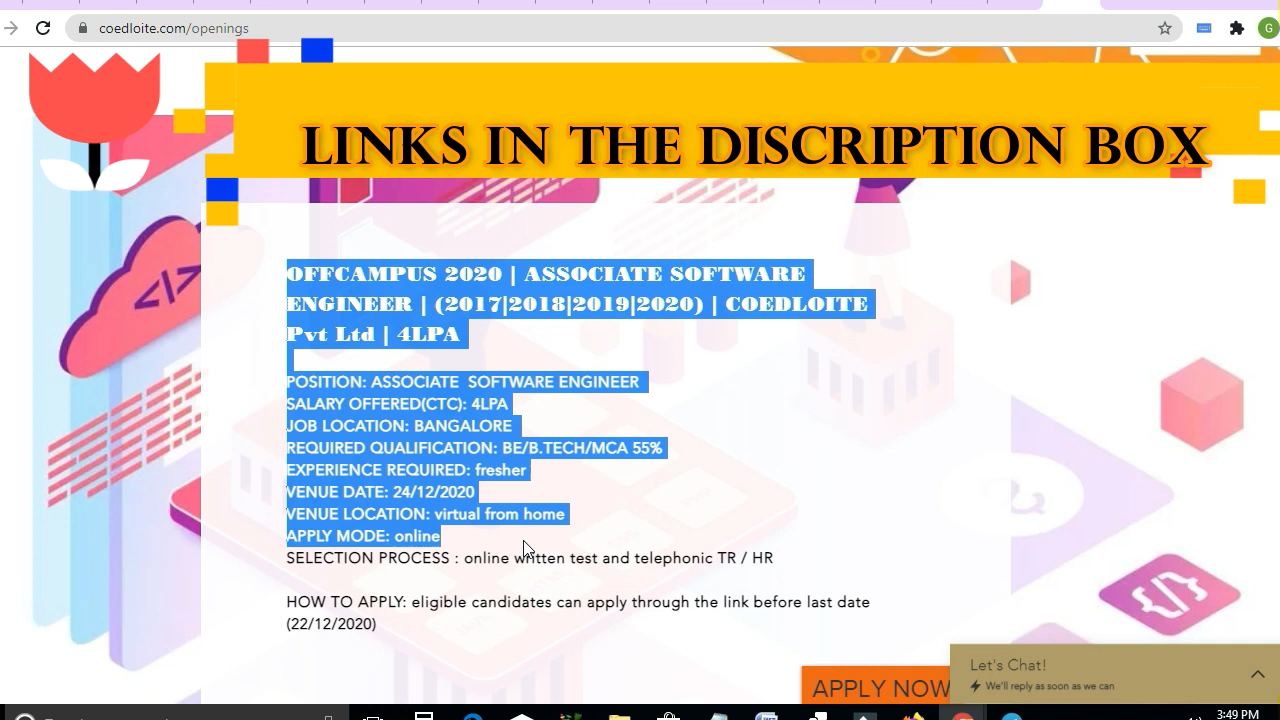 coedloite.com/openings
G
LINKS IN THE DISCRIPTION BOX
OFFCAMPUS 2020 | ASSOCIATE SOFTWARE
ENGINEER | (2017|2018|2019|2020) | COEDLOITE
Pvt Ltd | 4LPA
POSITION: ASSOCIATE SOFTWARE ENGINEER
SALARY OFFERED(CTC): 4LPA
JOB LOCATION: BANGALORE
REQUIRED QUALIFICATION: BE/B.TECH/MCA 55%
EXPERIENCE REQUIRED: fresher
VENUE DATE: 24/12/2020
VENUE LOCATION: virtual from home
APPLY MODE: online
SELECTION PROCESS : online written test and telephonic TR / HR
HOW TO APPLY: eligible candidates can apply through the link before last date
(22/12/2020)
APPLY NOW
Let's Chat!
We'll reply as soon as we can
3:49 PM